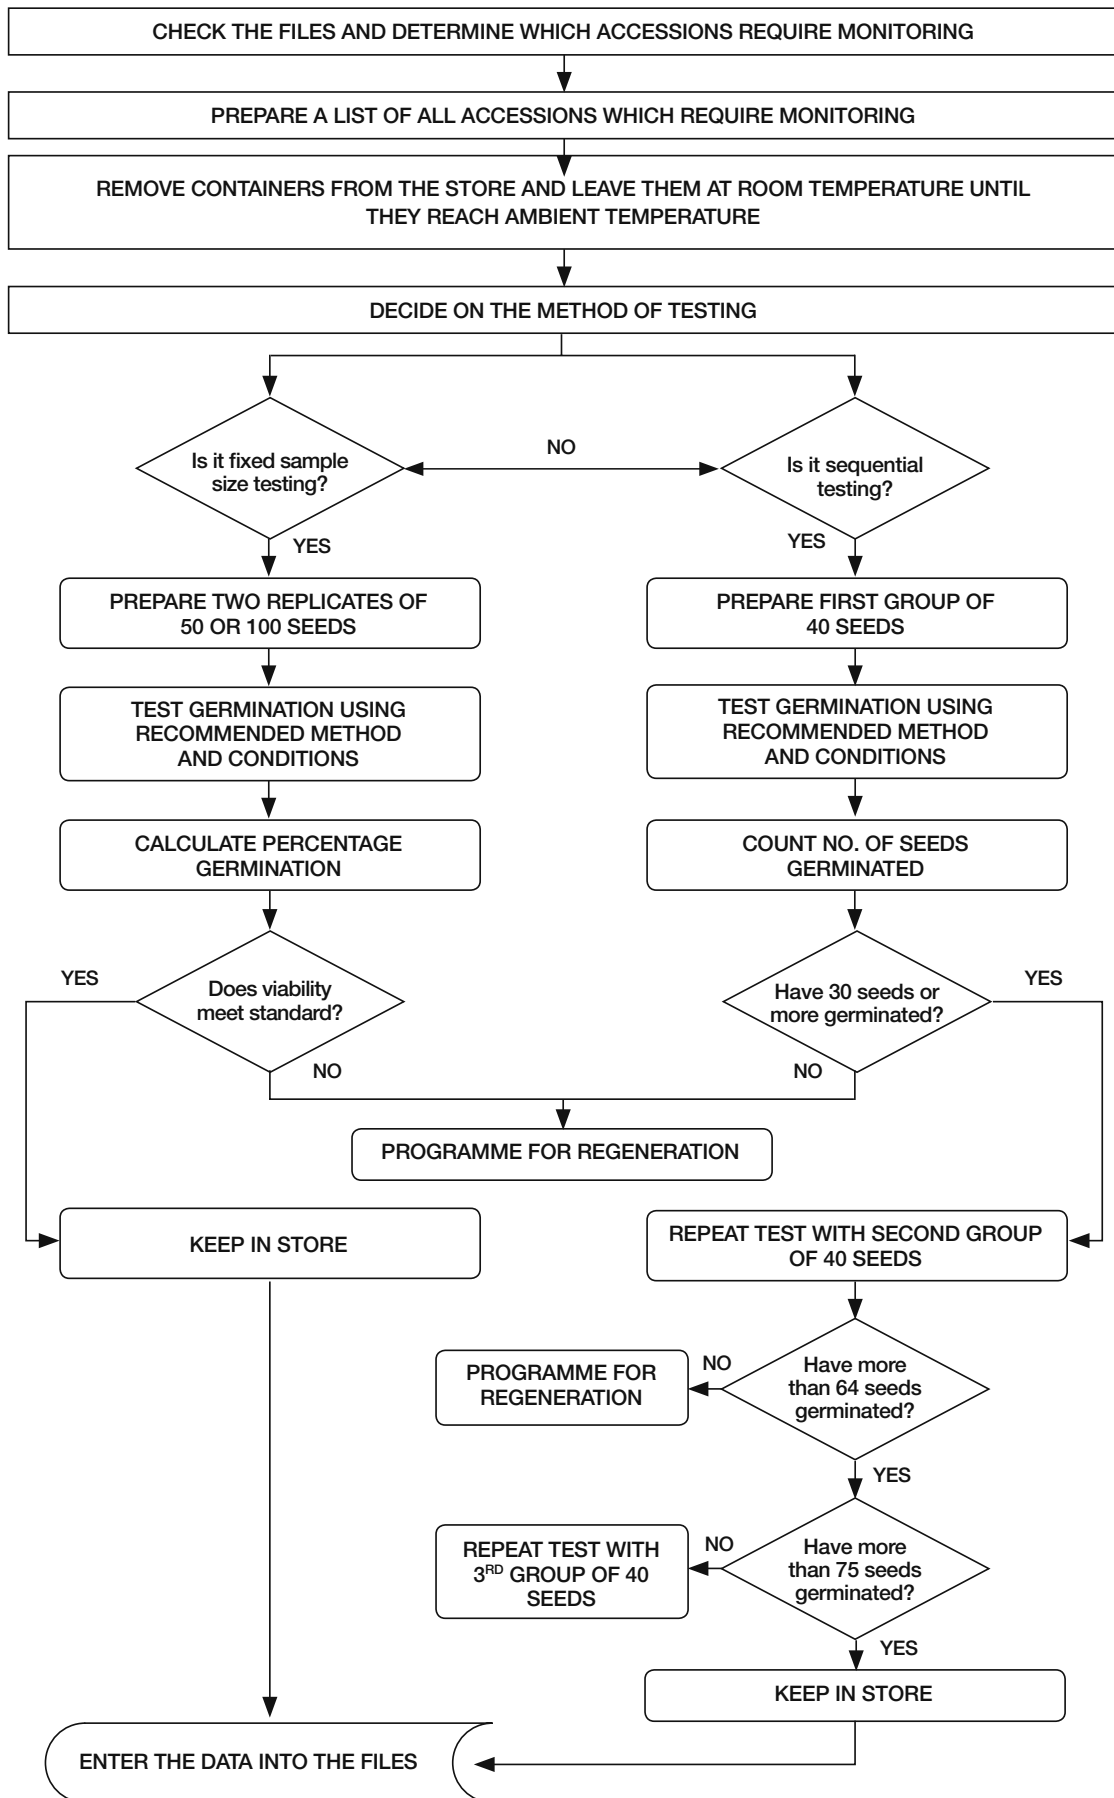 CHECK THE FILES AND DETERMINE WHICH ACCESSIONS REQUIRE MONITORING
PREPARE A LIST OF ALL ACCESSIONS WHICH REQUIRE MONITORING
REMOVE CONTAINERS FROM THE STORE AND LEAVE THEM AT ROOM TEMPERATURE UNTIL
THEY REACH AMBIENT TEMPERATURE
DECIDE ON THE METHOD OF TESTING
Is it fixed sample
size testing?
NO
Is it sequential
testing?
YES
YES
PREPARE TWO REPLICATES OF
50 OR 100 SEEDS
PREPARE FIRST GROUP OF
40 SEEDS
TEST GERMINATION USING
RECOMMENDED METHOD
AND CONDITIONS
TEST GERMINATION USING
RECOMMENDED METHOD
AND CONDITIONS
CALCULATE PERCENTAGE
GERMINATION
COUNT NO. OF SEEDS
GERMINATED
YES
Does viability
meet standard?
Have 30 seeds or
more germinated?
YES
NO
NO
PROGRAMME FOR REGENERATION
KEEP IN STORE
REPEAT TEST WITH SECOND GROUP
OF 40 SEEDS
PROGRAMME FOR
REGENERATION
NO
Have more
than 64 seeds
germinated?
YES
REPEAT TEST WITH
3RD GROUP OF 40
SEEDS
NO
Have more
than 75 seeds
germinated?
YES
KEEP IN STORE
ENTER THE DATA INTO THE FILES